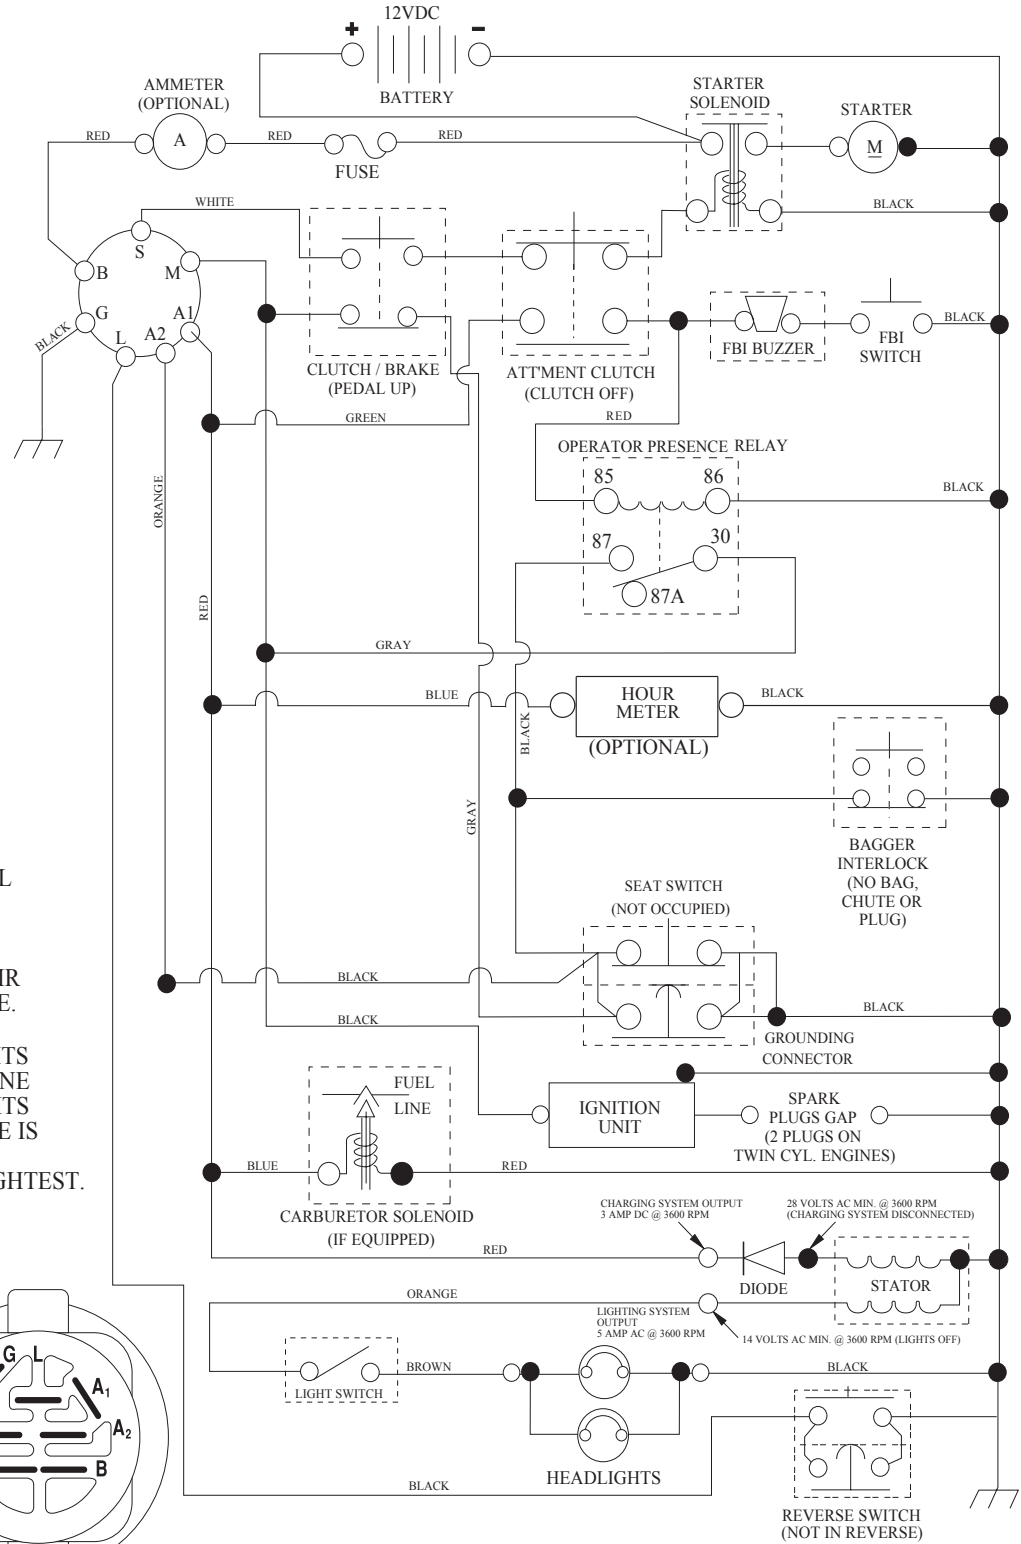 12VDC
+ -
BATTERY
AMMETER
(OPTIONAL)
RED
A
RED
FUSE
RED
STARTER
SOLENOID
STARTER
M
BLACK
WHITE
S
B
M
G
A1
L
A2
BLACK
CLUTCH / BRAKE
(PEDAL UP)
ATT'MENT CLUTCH
(CLUTCH OFF)
FBI BUZZER
FBI
SWITCH
BLACK
GREEN
RED
OPERATOR PRESENCE RELAY
85
86
BLACK
87
30
87A
ORANGE
RED
GRAY
BLUE
HOUR
METER
(OPTIONAL)
BLACK
BLACK
GRAY
BAGGER
INTERLOCK
(NO BAG,
CHUTE OR
PLUG)
SEAT SWITCH
(NOT OCCUPIED)
L
IR
E.
BLACK
BLACK
BLACK
GROUNDING
CONNECTOR
ITS
NE
ITS
E IS
GHTEST.
FUEL
LINE
IGNITION
UNIT
SPARK
PLUGS GAP
(2 PLUGS ON
TWIN CYL. ENGINES)
BLUE
RED
CARBURETOR SOLENOID
(IF EQUIPPED)
CHARGING SYSTEM OUTPUT
3 AMP DC @ 3600 RPM
28 VOLTS AC MIN. @ 3600 RPM
(CHARGING SYSTEM DISCONNECTED)
RED
DIODE
STATOR
ORANGE
LIGHTING SYSTEM
OUTPUT
5 AMP AC @ 3600 RPM
14 VOLTS AC MIN. @ 3600 RPM (LIGHTS OFF)
LIGHT SWITCH
BROWN
BLACK
HEADLIGHTS
BLACK
REVERSE SWITCH
(NOT IN REVERSE)
G L
A1
A2
B